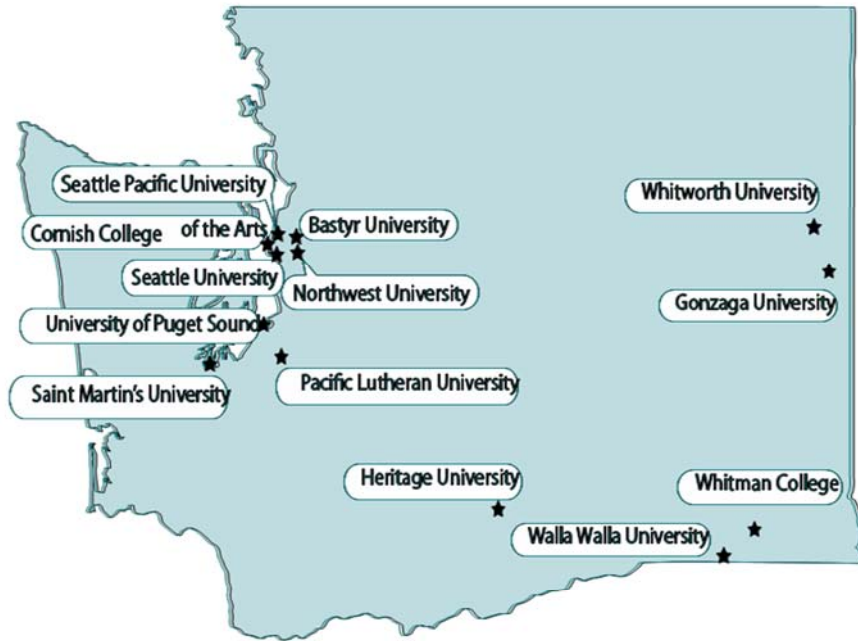 Seattle Pacific University
Whitworth University
Cornish College of the Arts
Bastyr University
Seattle University
Northwest University
Gonzaga University
University of Puget Sound
Saint Martin's University
Pacific Lutheran University
Heritage University
Whitman College
Walla Walla University